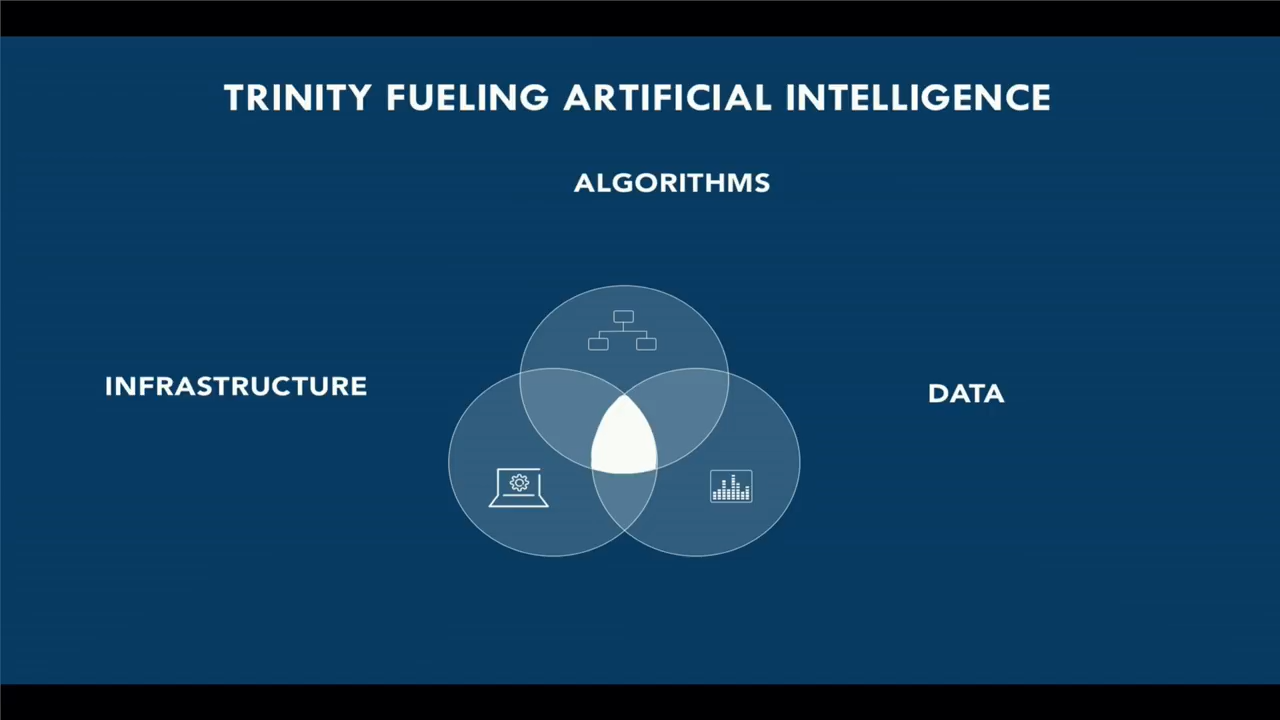 TRINITY FUELING ARTIFICIAL INTELLIGENCE
ALGORITHMS
INFRASTRUCTURE
DATA